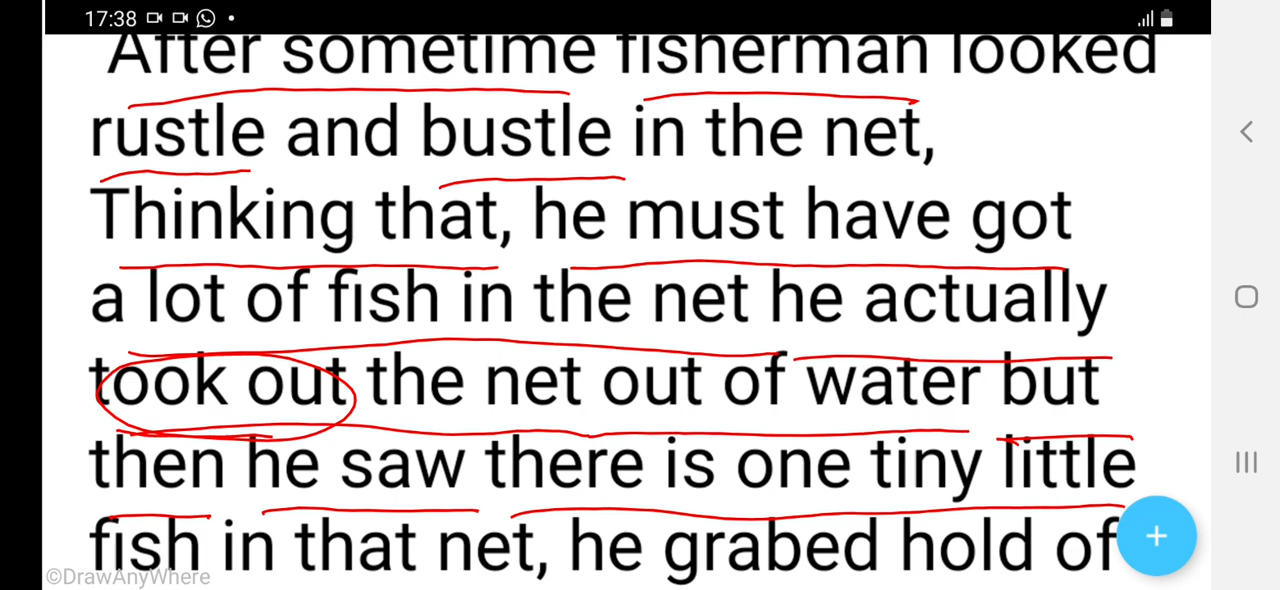 17:38
After sometime fisherman looked
rustle and bustle in the net,
Thinking that, he must have got
a lot of fish in the net he actually
took out the net out of water but
then he saw there is one tiny little
fish in that net, he grabed hold of
©DrawAnyWhere